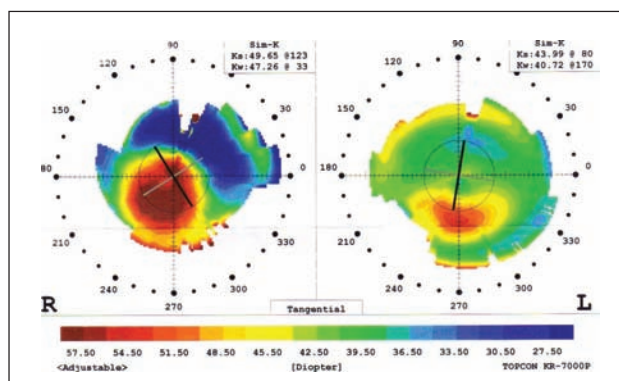 Sim-K
Ks:49.65 @123
Kw:47.26 @ 33
90
120
150
30
0
80
210
330
240
300
R
Sim-K
Ks:43.99 @ 80
Kw:40.72 @170
90
120
150
30
180
0
210
330
240
300
270
L
Tangential
57.50 54.50 51.50 48.50 45.50 42.50 39.50 36.50 33.50 30.50 27.50
<Adjustable> [Diopter] TOPCON KR-7000P